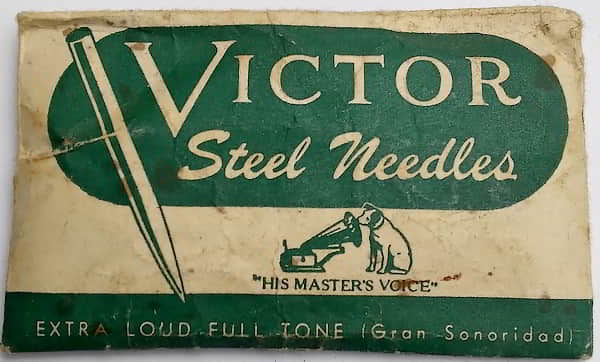 VICTOR
Steel Needles
"HIS MASTER'S VOICE"
EXTRA LOUD FULL TONE (Gran Sonoridad)